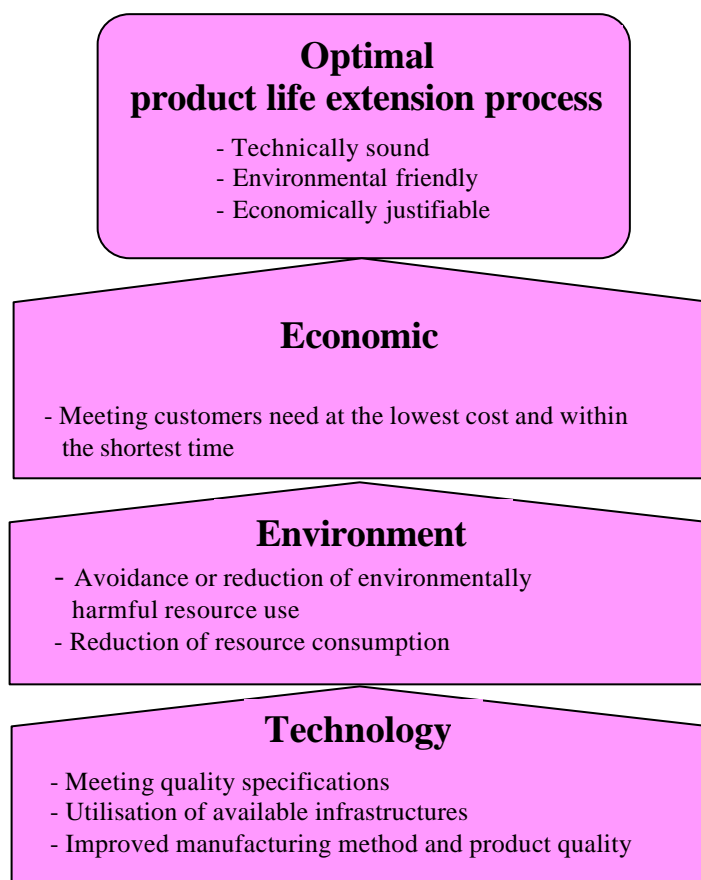 Optimal
product life extension process
- Technically sound
- Environmental friendly
- Economically justifiable
Economic
- Meeting customers need at the lowest cost and within
the shortest time
Environment
- Avoidance or reduction of environmentally
harmful resource use
- Reduction of resource consumption
Technology
- Meeting quality specifications
- Utilisation of available infrastructures
- Improved manufacturing method and product quality